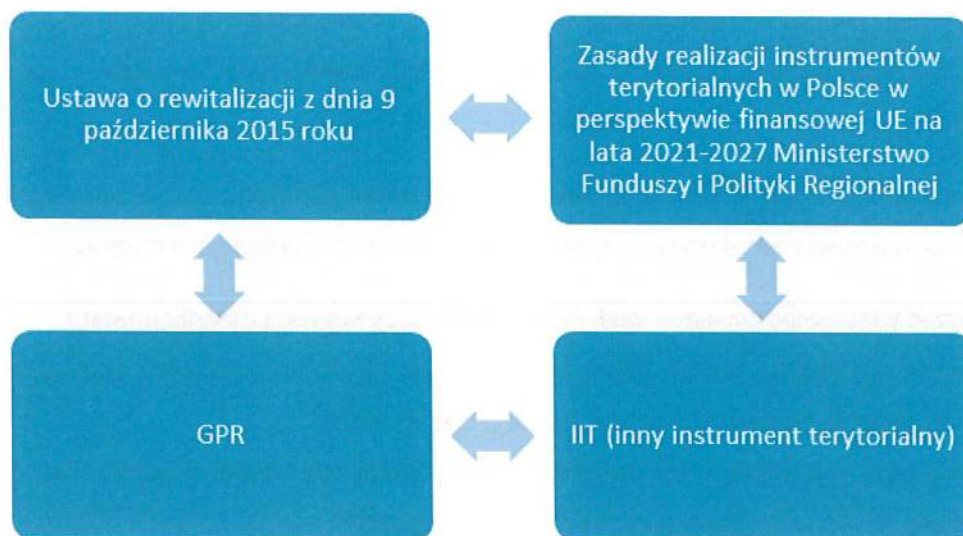 Ustawa o rewitalizacji z dnia 9
października 2015 roku
Zasady realizacji instrumentów
terytorialnych w Polsce w
perspektywie finansowej UE na
lata 2021-2027 Ministerstwo
Funduszy i Polityki Regionalnej
GPR
IIT (inny instrument terytorialny)